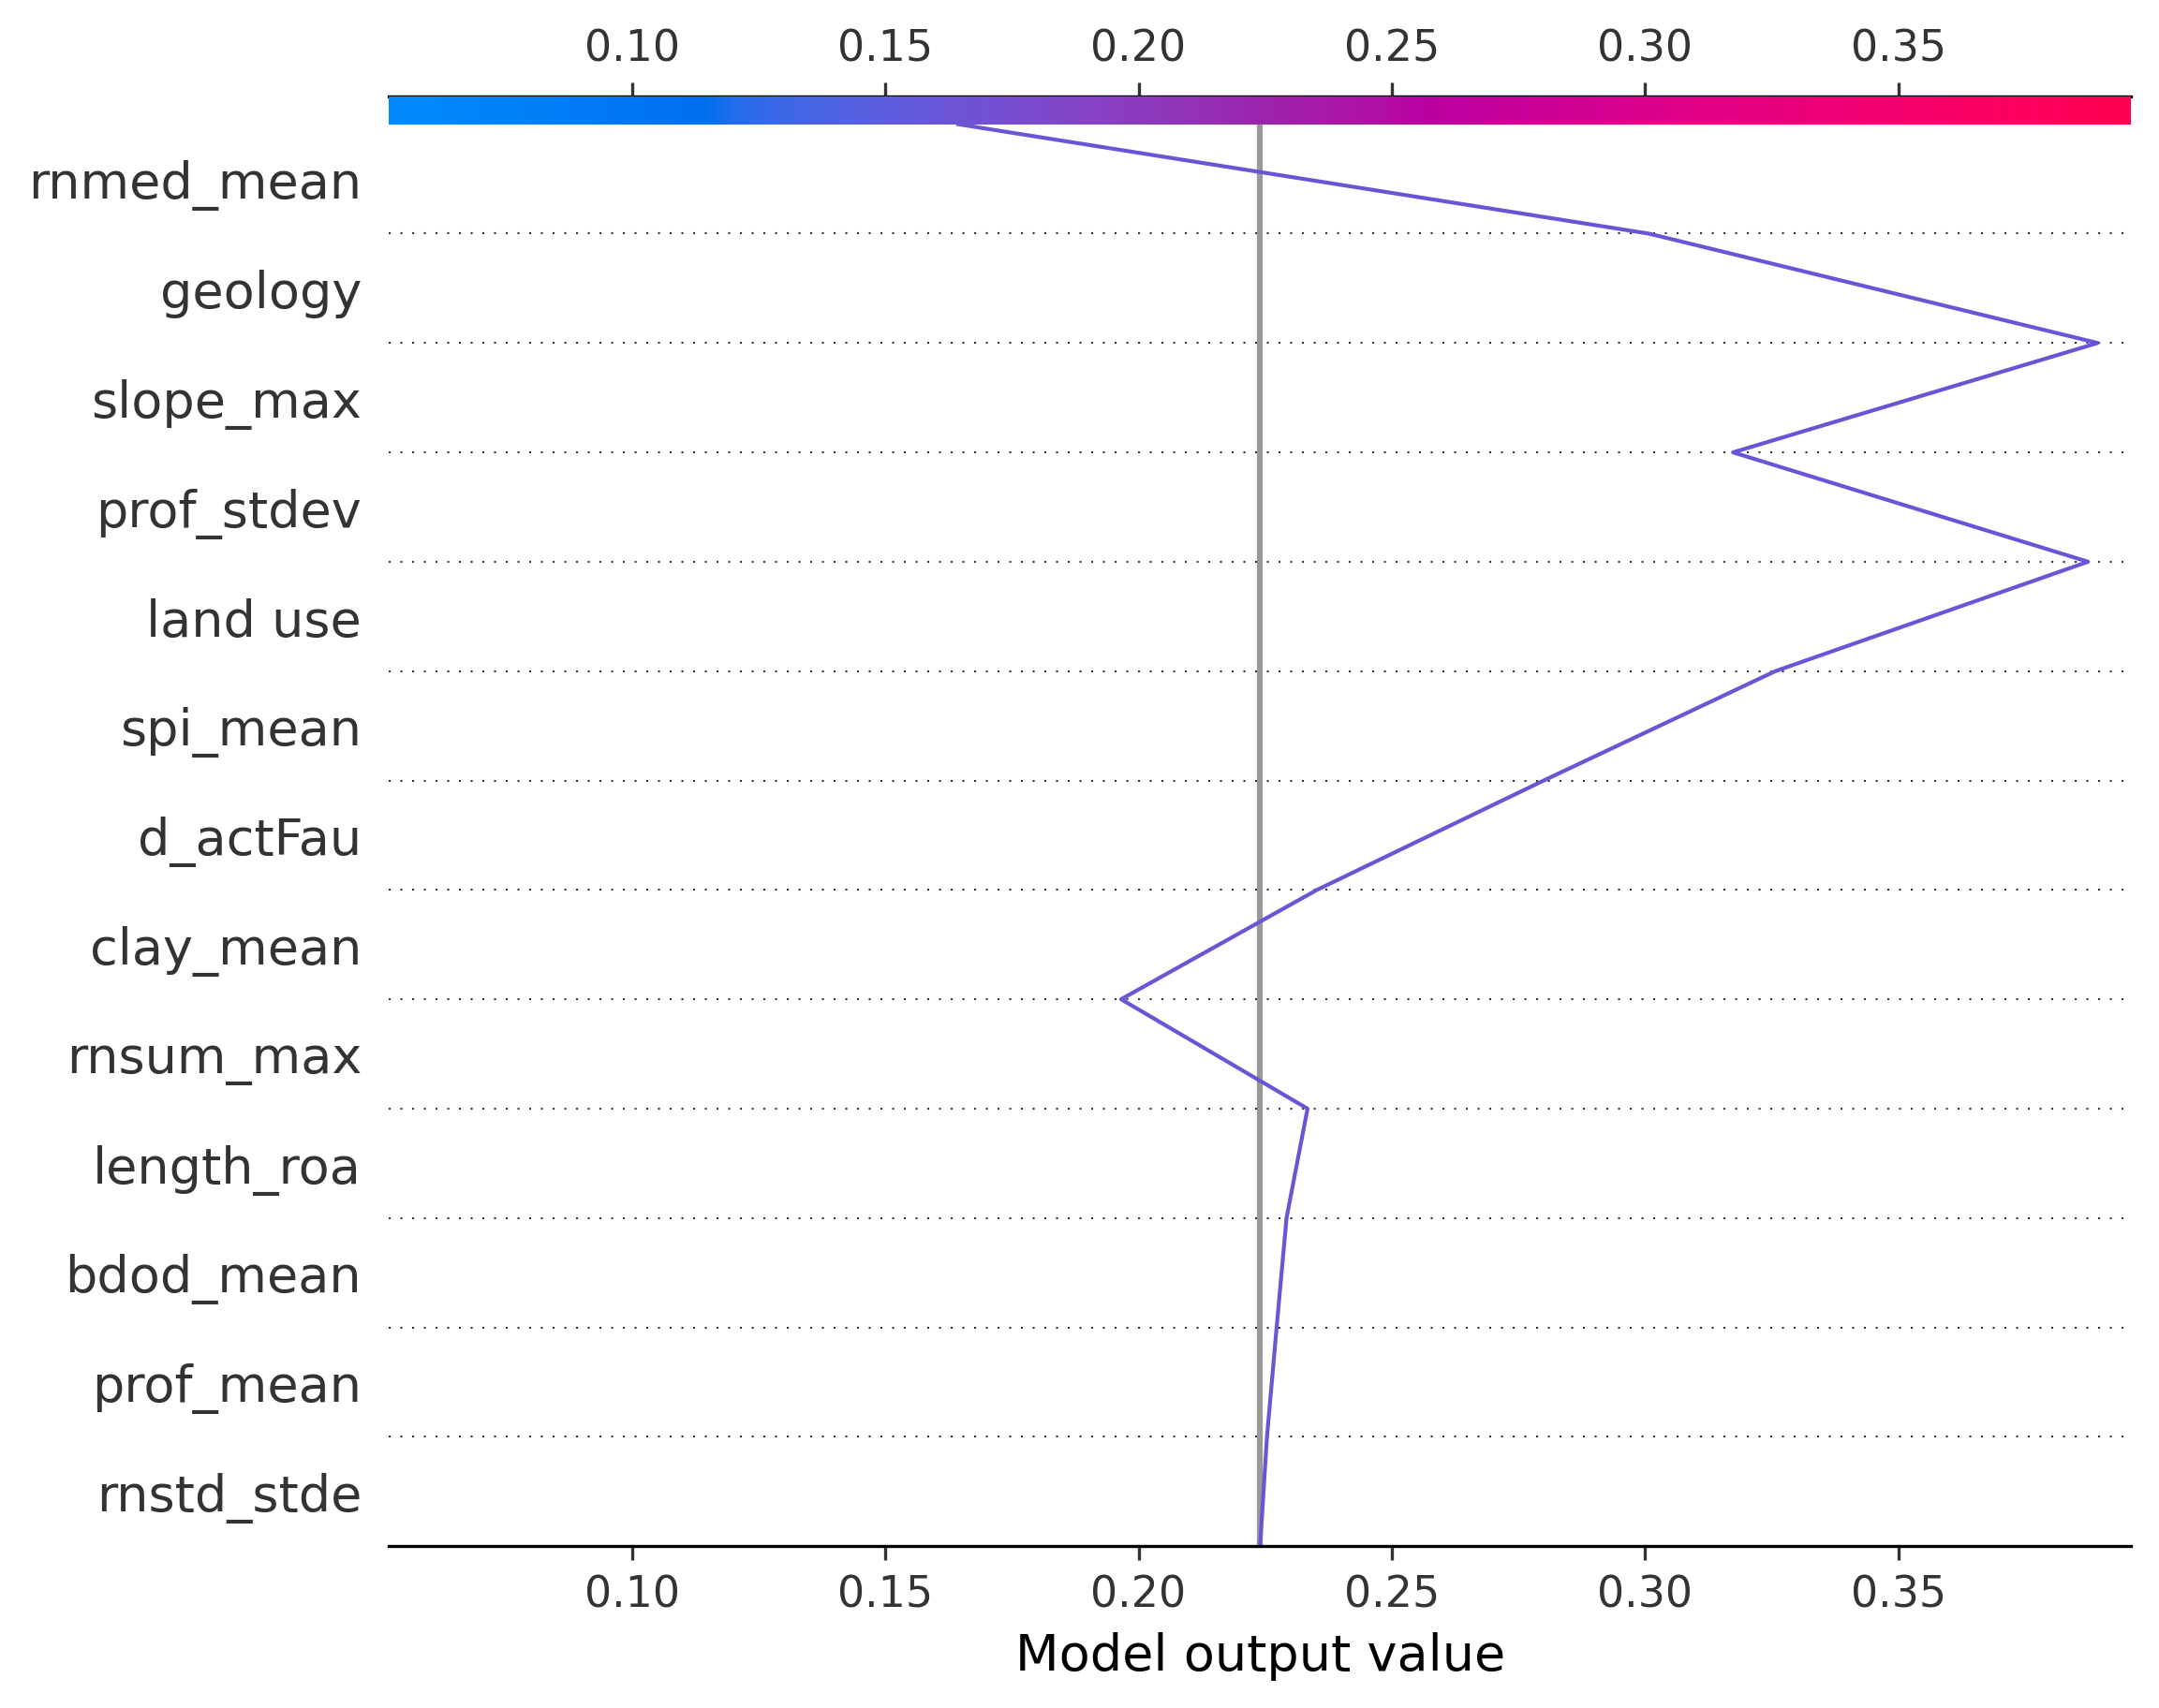 0.10 0.15 0.20 0.25 0.30 0.35
rnmed_mean
geology
slope_max
prof_stdev
land use
spi_mean
d_actFau
clay_mean
rnsum_max
length_roa
bdod_mean
prof_mean
rnstd_stde
0.10 0.15 0.20 0.25 0.30 0.35
Model output value